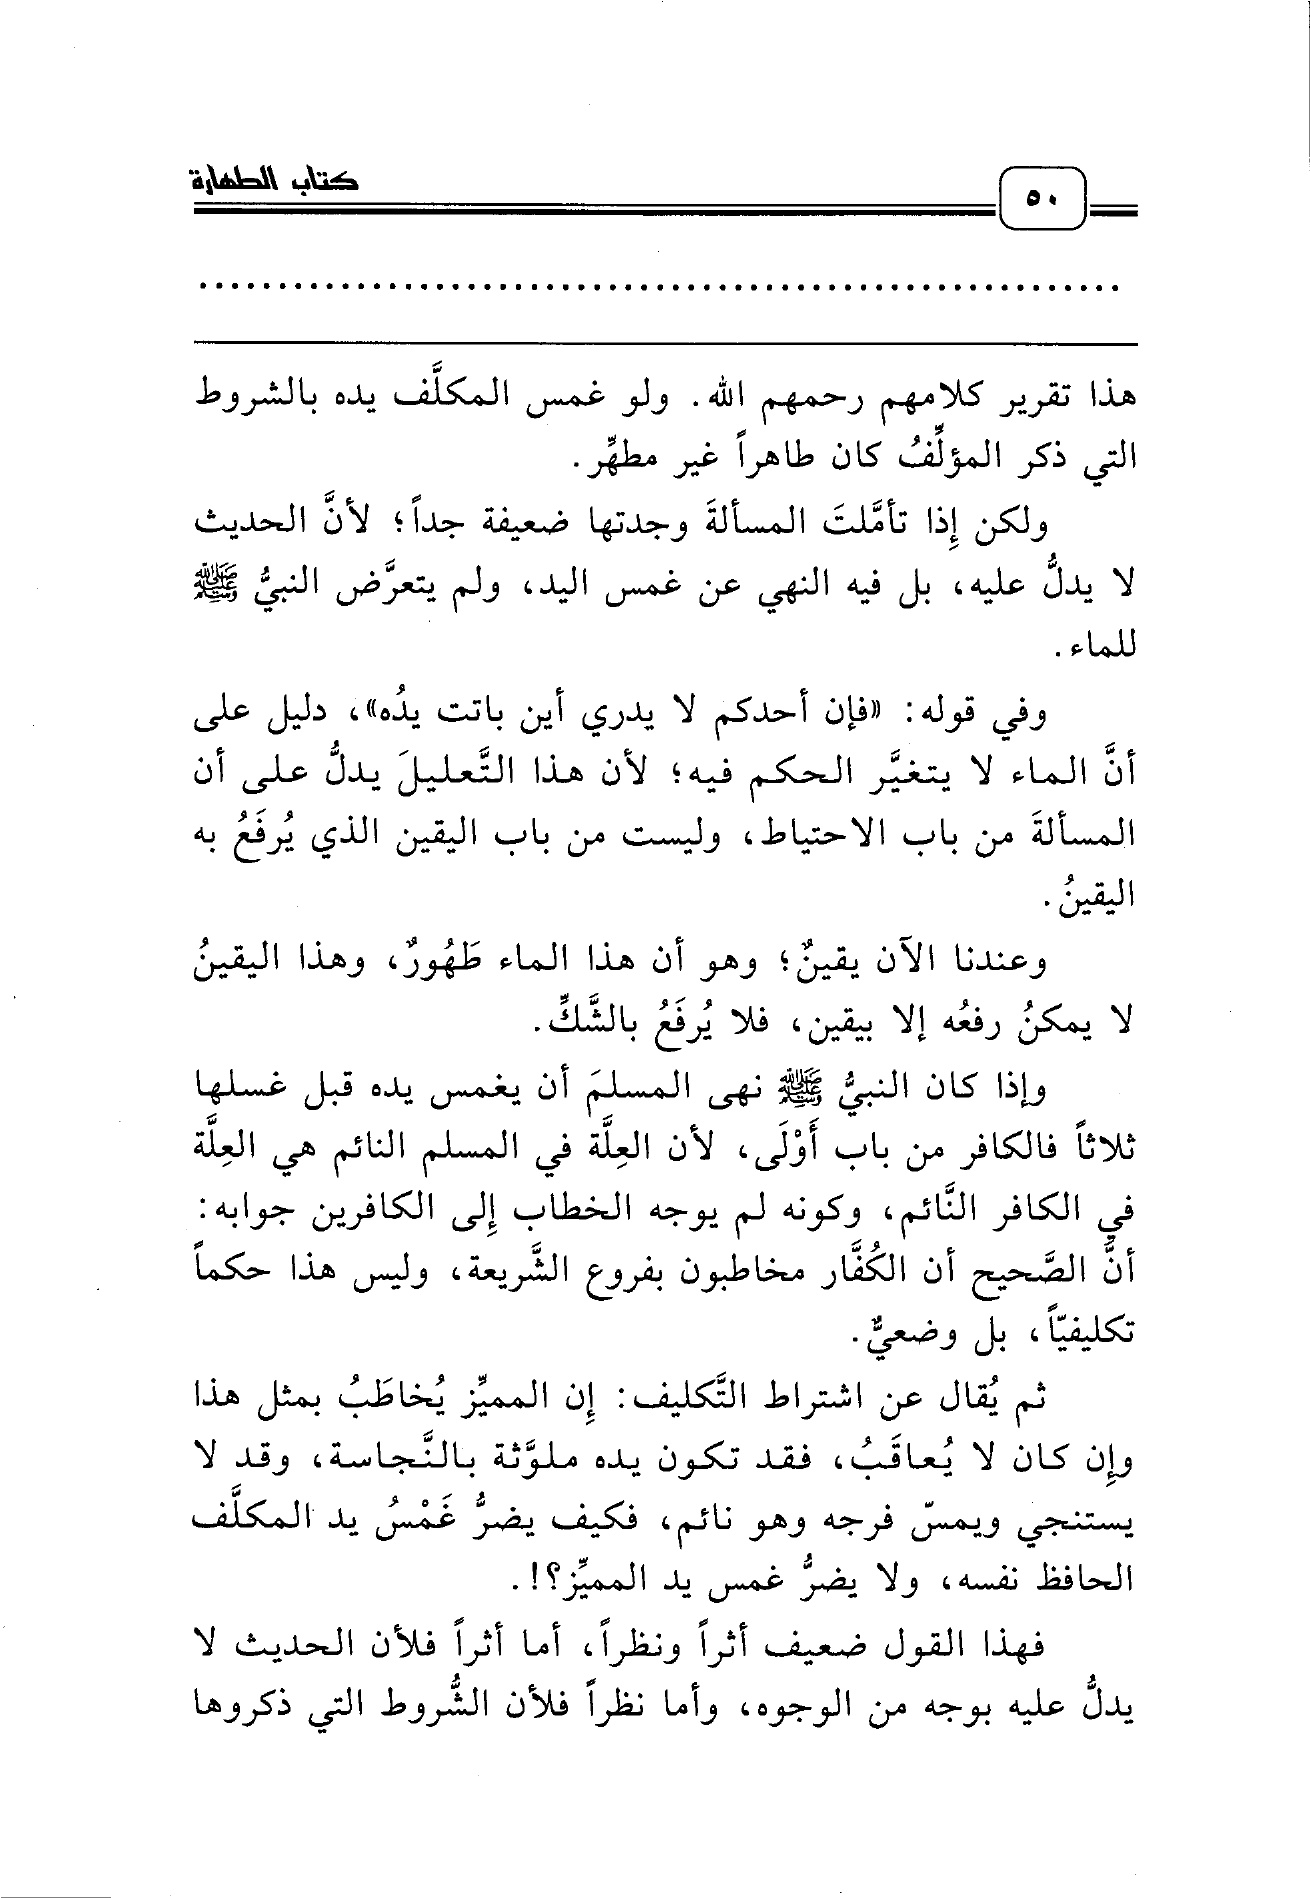 كتاب الطهارة
٥٠
هذا تقرير كلامهم رحمهم الله. ولو غمس المكلَّف يده بالشروط
التي ذكر المؤلِّفُ كان طاهراً غير مطهِّر.
ولكن إِذا تأمَّلتَ المسألةَ وجدتها ضعيفة جداً؛ لأنَّ الحديث
لا يدلُّ عليه، بل فيه النهي عن غمس اليد، ولم يتعرَّض النبيُّ ﷺ
للماء.
وفي قوله: «فإن أحدكم لا يدري أين باتت يدُه»، دليل على
أنَّ الماء لا يتغيَّر الحكم فيه؛ لأن هذا التَّعليلَ يدلُّ على أن
المسألةَ من باب الاحتياط، وليست من باب اليقين الذي يُرفَعُ به
اليقينُ.
وعندنا الآن يقينٌ؛ وهو أن هذا الماء طَهُورٌ، وهذا اليقينُ
لا يمكنُ رفعُه إلا بيقين، فلا يُرفَعُ بالشَّكِّ.
وإذا كان النبيُّ ﷺ نهى المسلمَ أن يغمس يده قبل غسلها
ثلاثاً فالكافر من باب أَوْلَى، لأن العِلَّة في المسلم النائم هي العِلَّة
في الكافر النَّائم، وكونه لم يوجه الخطاب إِلى الكافرين جوابه:
أنَّ الصَّحيح أن الكُفَّار مخاطبون بفروع الشَّريعة، وليس هذا حكماً
تكليفيّاً، بل وضعيٌّ.
ثم يُقال عن اشتراط التَّكليف: إِن المميِّز يُخاطَبُ بمثل هذا
وإِن كان لا يُعاقَبُ، فقد تكون يده ملوَّثة بالنَّجاسة، وقد لا
يستنجي ويمسّ فرجه وهو نائم، فكيف يضرُّ غَمْسُ يد المكلَّف
الحافظ نفسه، ولا يضرُّ غمس يد المميِّز؟!.
فهذا القول ضعيف أثراً ونظراً، أما أثراً فلأن الحديث لا
يدلُّ عليه بوجه من الوجوه، وأما نظراً فلأن الشُّروط التي ذكروها